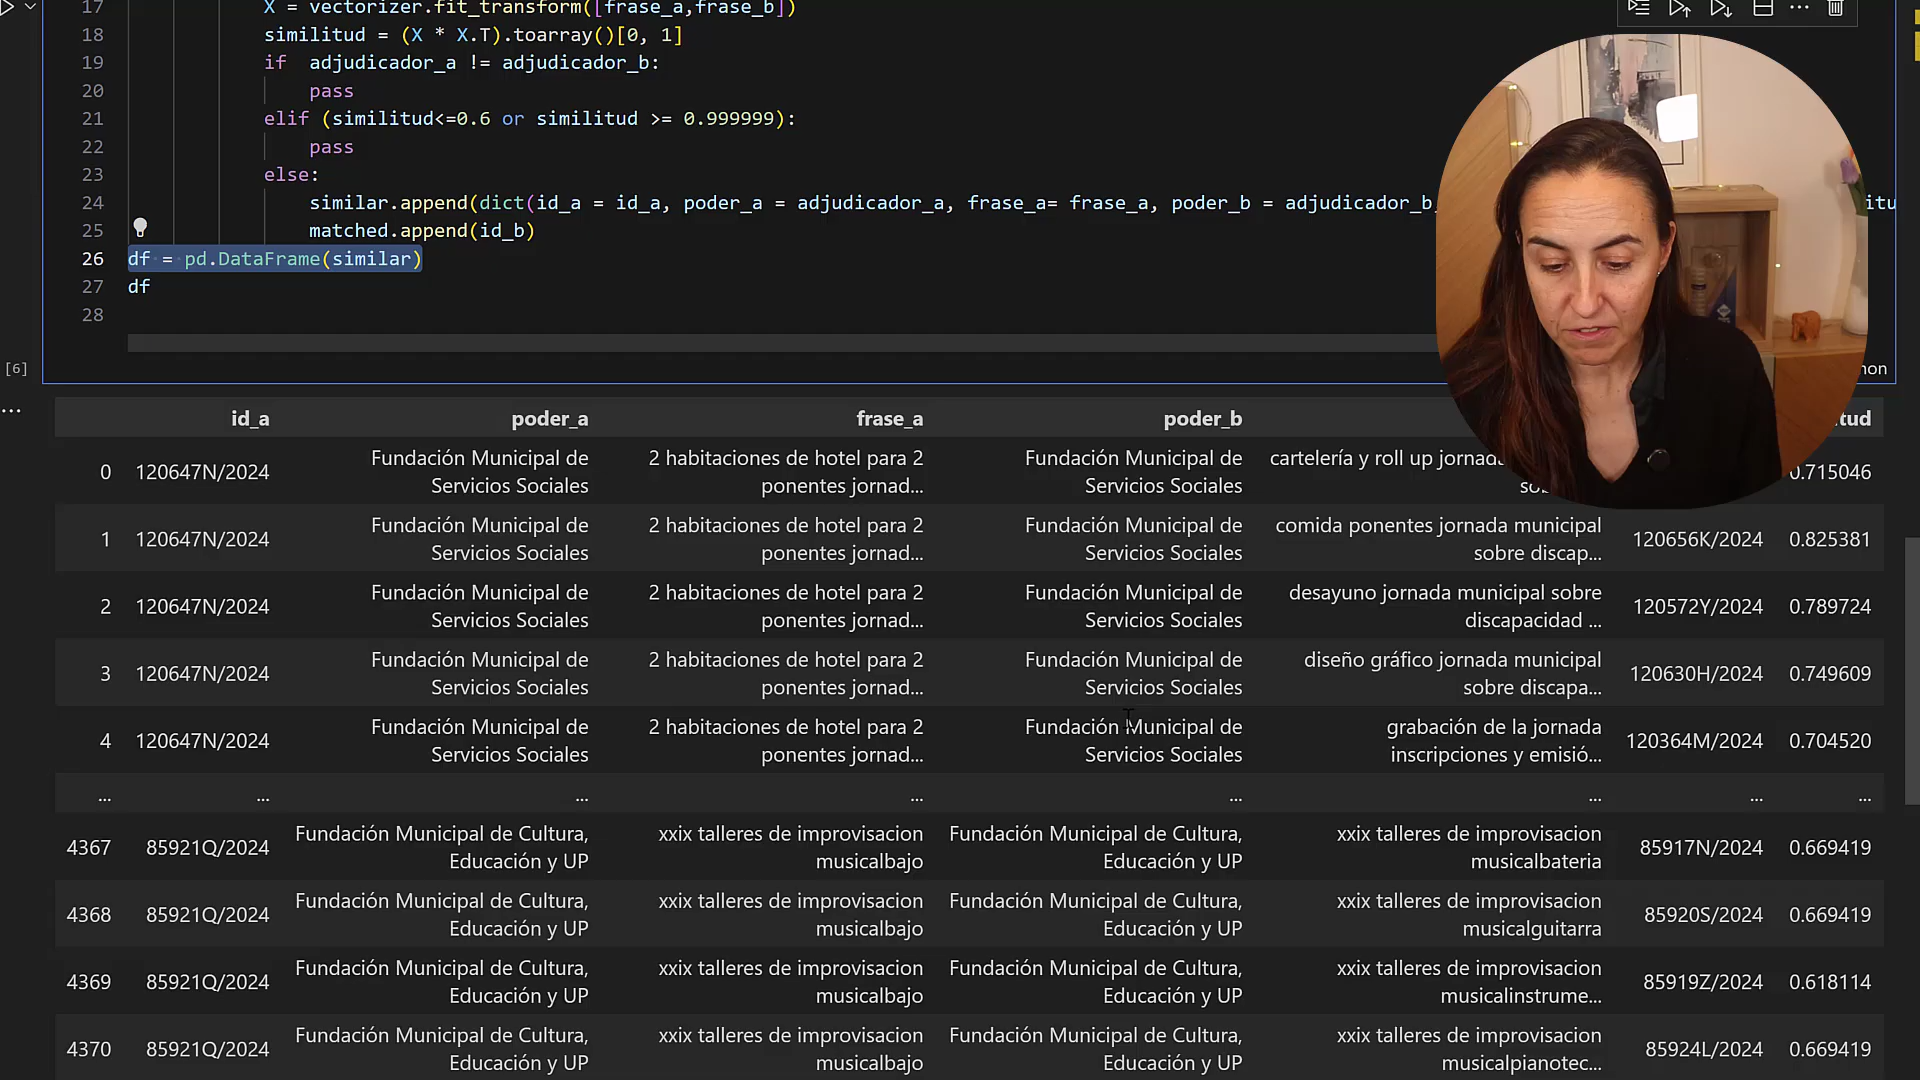 17 X = vectorizer.fit_transform([frase_a,frase_b])
18 similitud = (X * X.T).toarray()[0, 1]
19 if adjudicador_a != adjudicador_b:
20 pass
21 elif (similitud<=0.6 or similitud >= 0.999999):
22 pass
23 else:
24 similar.append(dict(id_a = id_a, poder_a = adjudicador_a, frase_a= frase_a, poder_b = adjudicador_b,
25 matched.append(id_b)
26 df = pd.DataFrame(similar)
27 df
28
[6]
id_a poder_a frase_a poder_b
0 120647N/2024 Fundación Municipal de Servicios Sociales 2 habitaciones de hotel para 2 ponentes jornad... Fundación Municipal de Servicios Sociales cartelería y roll up 0.715046
1 120647N/2024 Fundación Municipal de Servicios Sociales 2 habitaciones de hotel para 2 ponentes jornad... Fundación Municipal de Servicios Sociales comida ponentes jornada municipal sobre discap... 120656K/2024 0.825381
2 120647N/2024 Fundación Municipal de Servicios Sociales 2 habitaciones de hotel para 2 ponentes jornad... Fundación Municipal de Servicios Sociales desayuno jornada municipal sobre discapacidad ... 120572Y/2024 0.789724
3 120647N/2024 Fundación Municipal de Servicios Sociales 2 habitaciones de hotel para 2 ponentes jornad... Fundación Municipal de Servicios Sociales diseño gráfico jornada municipal sobre discapa... 120630H/2024 0.749609
4 120647N/2024 Fundación Municipal de Servicios Sociales 2 habitaciones de hotel para 2 ponentes jornad... Fundación Municipal de Servicios Sociales grabación de la jornada inscripciones y emisió... 120364M/2024 0.704520
... ... ... ... ... ... ... ...
4367 85921Q/2024 Fundación Municipal de Cultura, Educación y UP xxix talleres de improvisacion musicalbajo Fundación Municipal de Cultura, Educación y UP xxix talleres de improvisacion musicalbateria 85917N/2024 0.669419
4368 85921Q/2024 Fundación Municipal de Cultura, Educación y UP xxix talleres de improvisacion musicalbajo Fundación Municipal de Cultura, Educación y UP xxix talleres de improvisacion musicalguitarra 85920S/2024 0.669419
4369 85921Q/2024 Fundación Municipal de Cultura, Educación y UP xxix talleres de improvisacion musicalbajo Fundación Municipal de Cultura, Educación y UP xxix talleres de improvisacion musicalinstrume... 85919Z/2024 0.618114
4370 85921Q/2024 Fundación Municipal de Cultura, Educación y UP xxix talleres de improvisacion musicalbajo Fundación Municipal de Cultura, Educación y UP xxix talleres de improvisacion musicalpianotec... 85924L/2024 0.669419